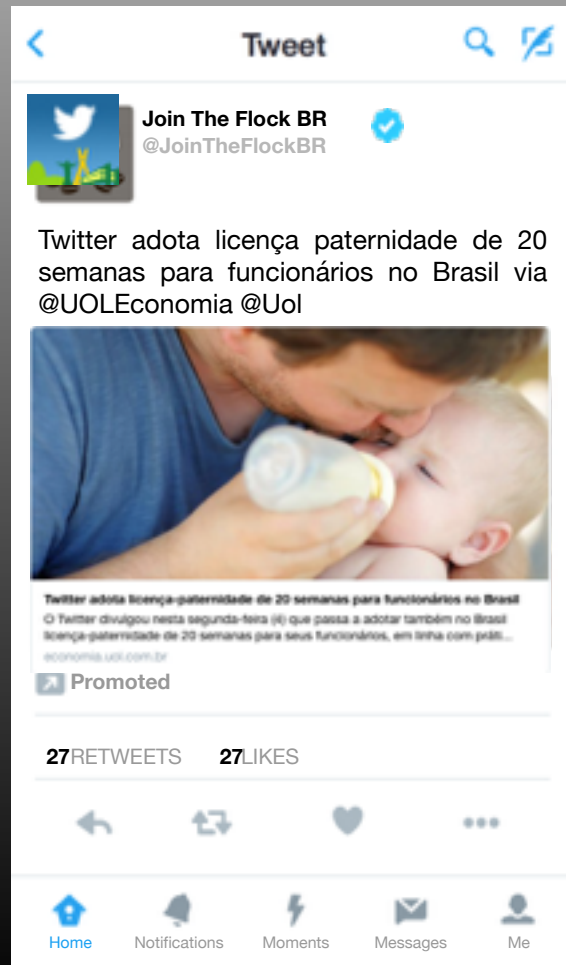 Tweet
Join The Flock BR
@JoinTheFlockBR
Twitter adota licença paternidade de 20
semanas para funcionários no Brasil via
@UOLEconomia @Uol
Twitter adota licença-paternidade de 20 semanas para funcionários no Brasil
O Twitter divulgou nesta segunda-feira (4) que passa a adotar também no Brasil
licença-paternidade de 20 semanas para seus funcionários, em linha com práti...
economia.uol.com.br
Promoted
27RETWEETS 27LIKES
Home Notifications Moments Messages Me